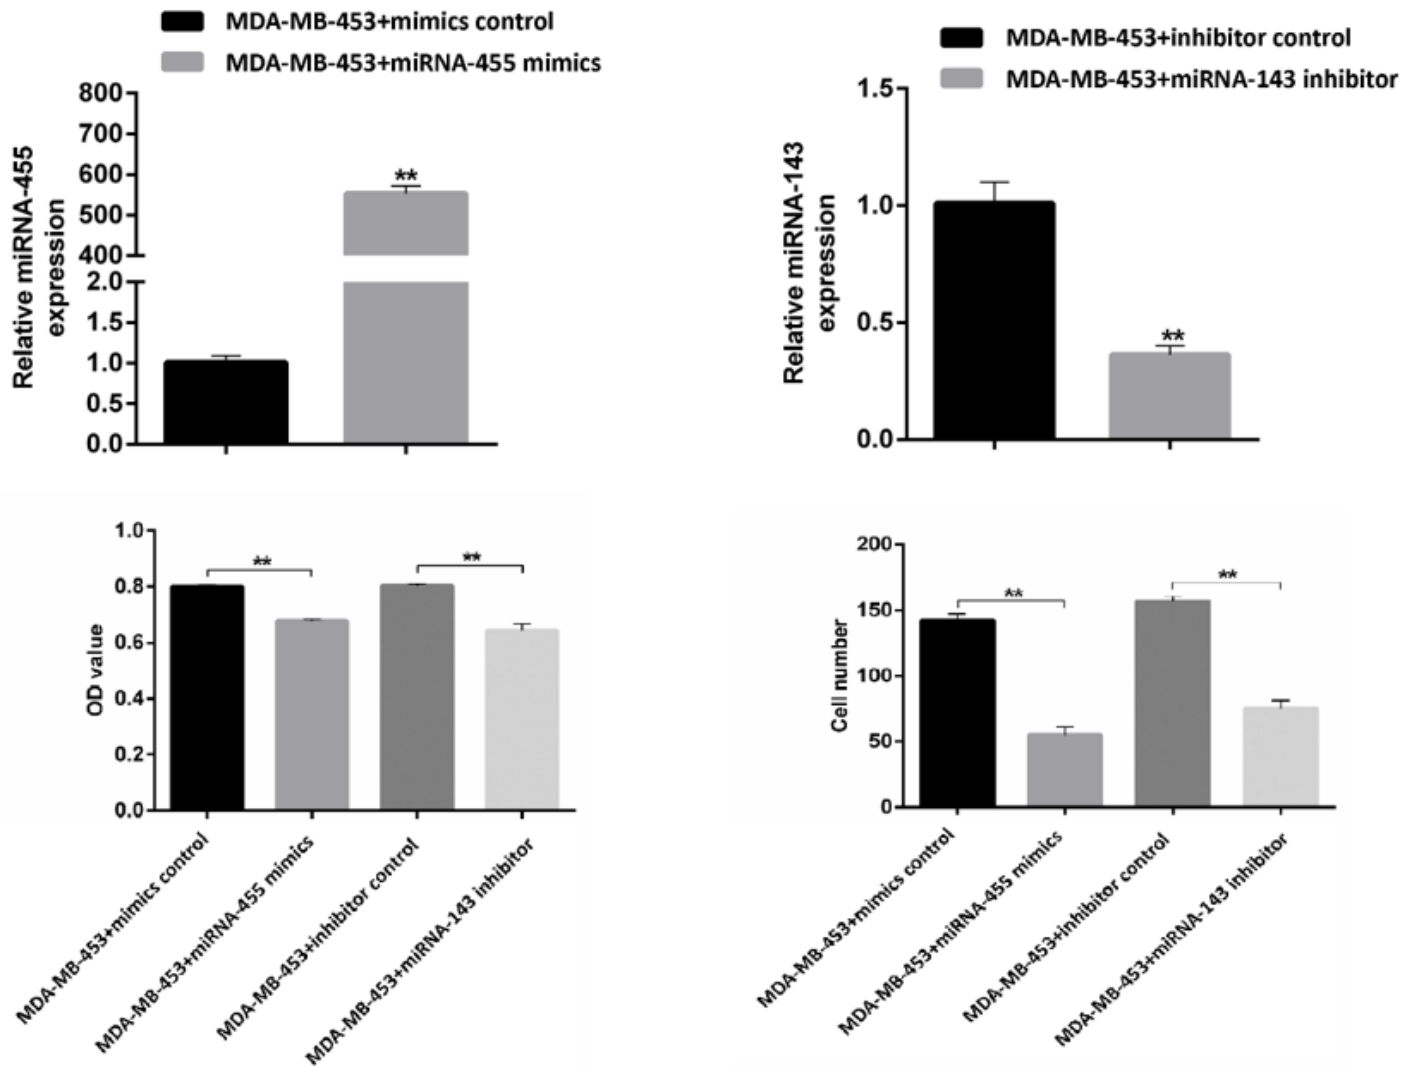 MDA-MB-453+mimics control
MDA-MB-453+miRNA-455 mimics
800
700
600
500
400
2.0
1.5
1.0
0.5
0.0
Relative miRNA-455
expression
**
MDA-MB-453+inhibitor control
MDA-MB-453+miRNA-143 inhibitor
1.5
1.0
0.5
0.0
Relative miRNA-143
expression
**
1.0
0.8
0.6
0.4
0.2
0.0
OD value
**
**
MDA-MB-453+mimics control
MDA-MB-453+miRNA-455 mimics
MDA-MB-453+inhibitor control
MDA-MB-453+miRNA-143 inhibitor
200
150
100
50
0
Cell number
**
**
MDA-MB-453+mimics control
MDA-MB-453+miRNA-455 mimics
MDA-MB-453+inhibitor control
MDA-MB-453+miRNA-143 inhibitor